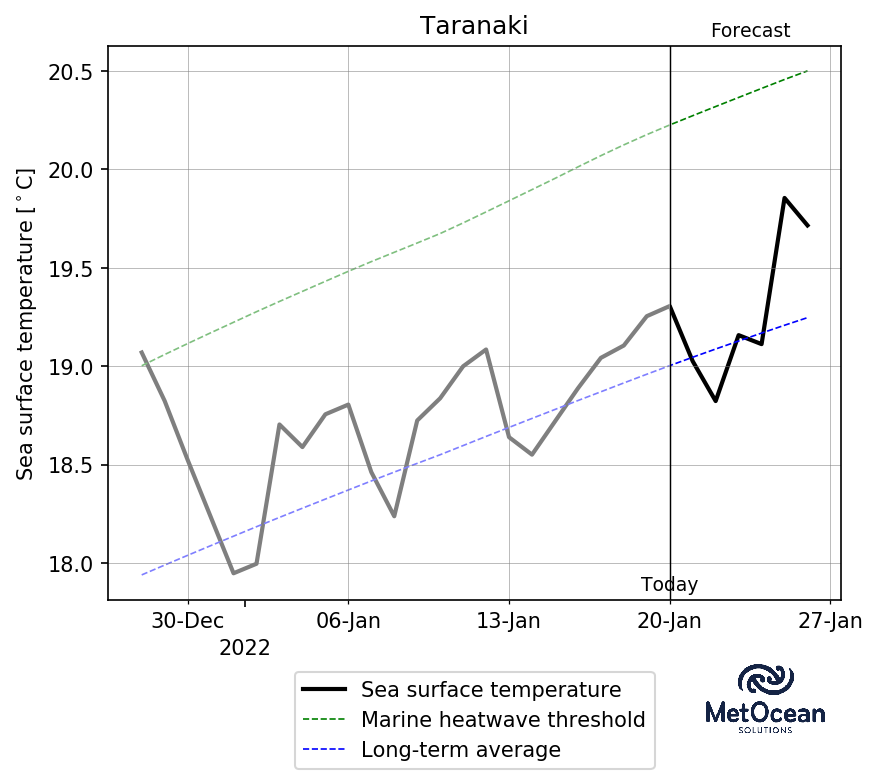 Taranaki
Forecast
20.5
20.0
19.5
19.0
18.5
18.0
Sea surface temperature [°C]
Today
30-Dec 06-Jan 13-Jan 20-Jan 27-Jan
2022
Sea surface temperature
Marine heatwave threshold
Long-term average
MetOcean
SOLUTIONS